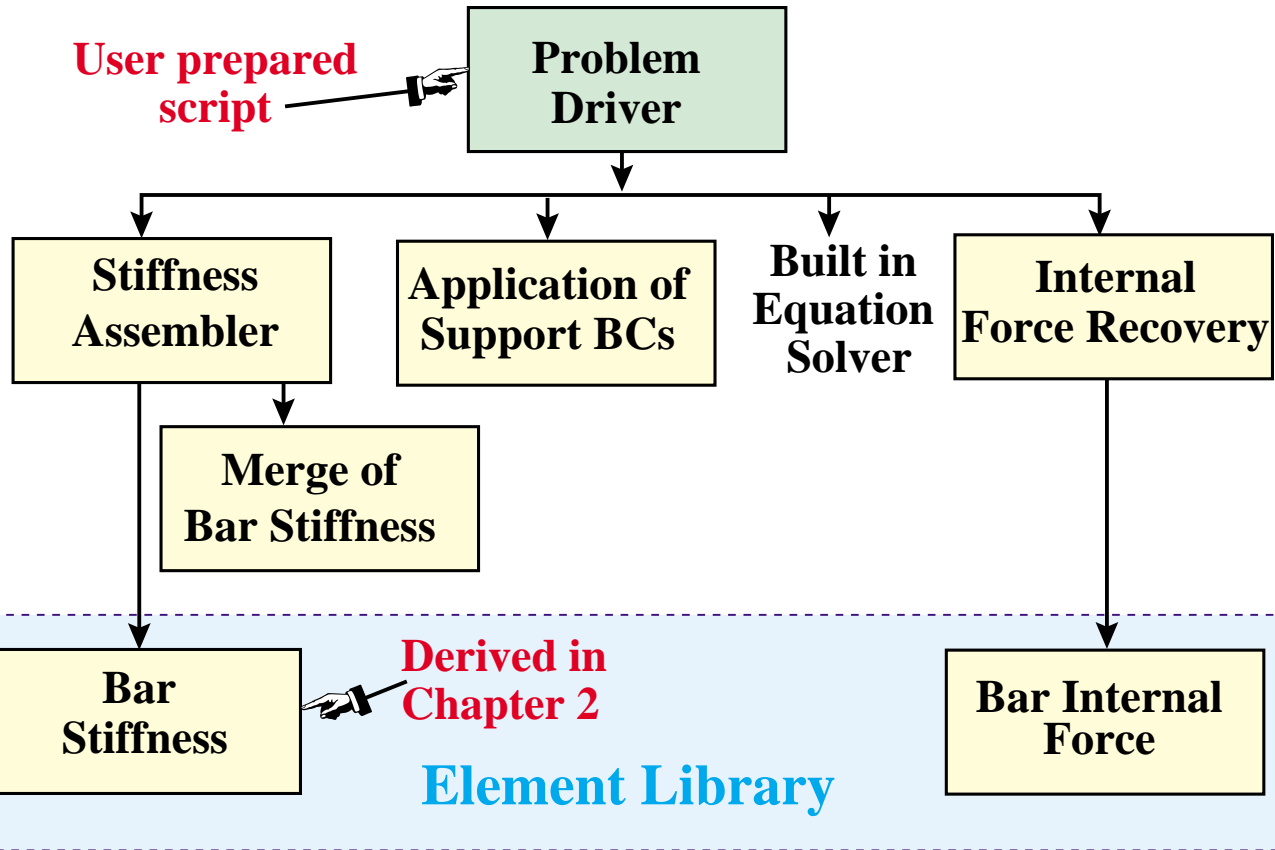 User prepared
script
Problem
Driver
Stiffness
Assembler
Application of
Support BCs
Built in
Equation
Solver
Internal
Force Recovery
Merge of
Bar Stiffness
Bar
Stiffness
Derived in
Chapter 2
Bar Internal
Force
Element Library